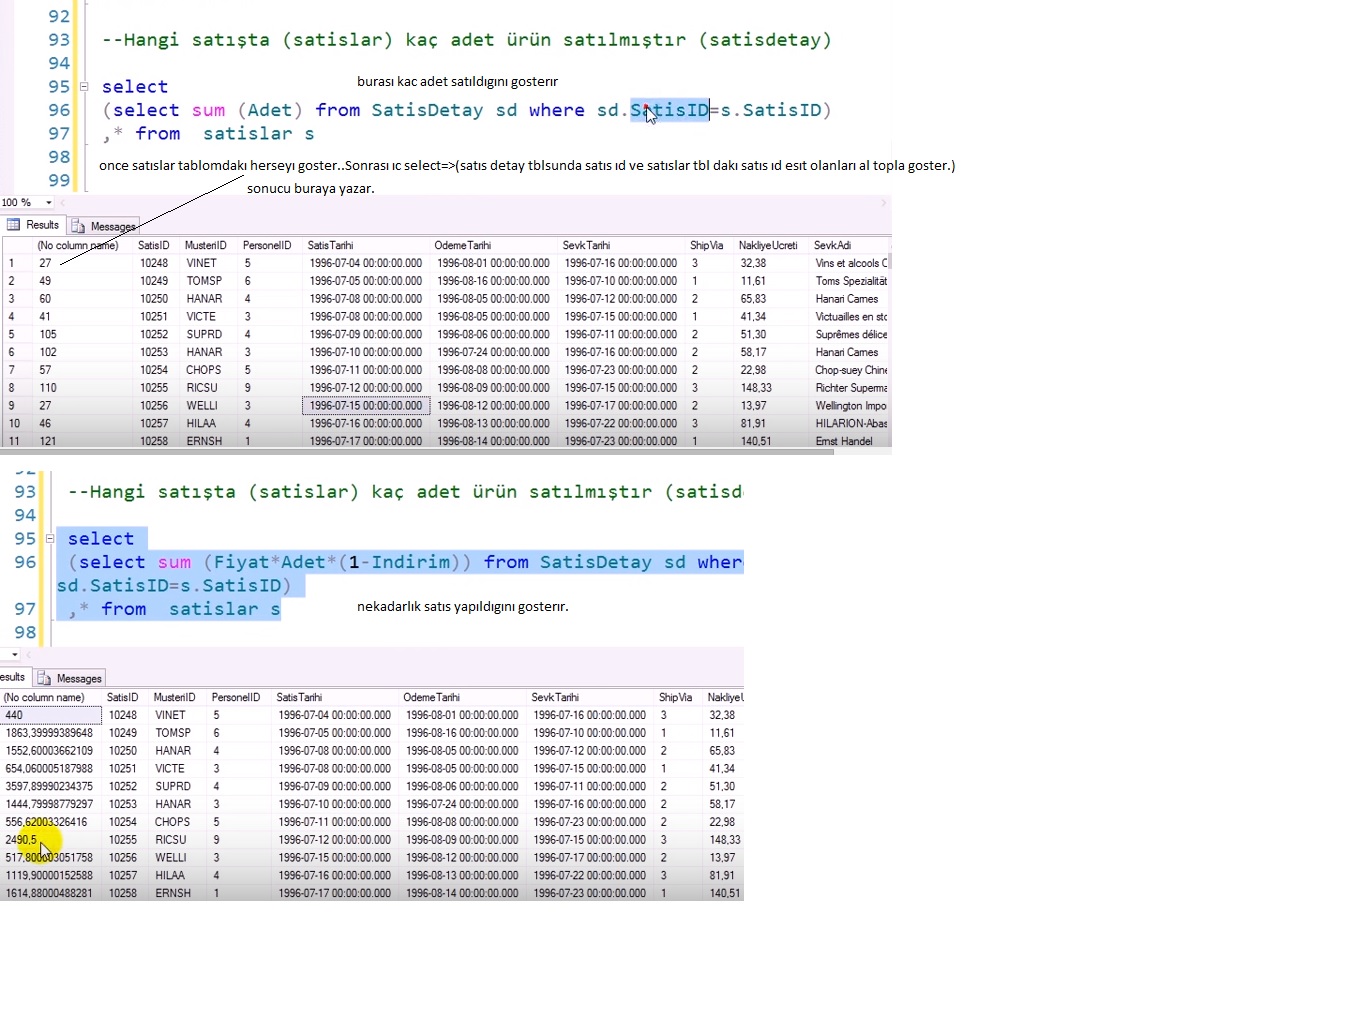 92
93 --Hangi satışta (satislar) kaç adet ürün satılmıştır (satisdetay)
94
burası kac adet satıldıgını gosterır
95 select
96 (select sum (Adet) from SatisDetay sd where sd.SatisID=s.SatisID)
97 ,* from satislar s
98
once satıslar tablomdakı herseyı goster..Sonrası ıc select=>(satıs detay tblsunda satıs ıd ve satıslar tbl dakı satıs ıd esıt olanları al topla goster.)
99
sonucu buraya yazar.
100 %
Results Messages
(No column name) SatisID MusteriID PersonelID SatisTarihi OdemeTarihi SevkTarihi ShipVia NakliyeUcreti SevkAdi
1 27 10248 VINET 5 1996-07-04 00:00:00.000 1996-08-01 00:00:00.000 1996-07-16 00:00:00.000 3 32,38 Vins et alcools C
2 49 10249 TOMSP 6 1996-07-05 00:00:00.000 1996-08-16 00:00:00.000 1996-07-10 00:00:00.000 1 11,61 Toms Spezialität
3 60 10250 HANAR 4 1996-07-08 00:00:00.000 1996-08-05 00:00:00.000 1996-07-12 00:00:00.000 2 65,83 Hanari Carnes
4 41 10251 VICTE 3 1996-07-08 00:00:00.000 1996-08-05 00:00:00.000 1996-07-15 00:00:00.000 1 41,34 Victuailles en sto
5 105 10252 SUPRD 4 1996-07-09 00:00:00.000 1996-08-06 00:00:00.000 1996-07-11 00:00:00.000 2 51,30 Suprêmes délice
6 102 10253 HANAR 3 1996-07-10 00:00:00.000 1996-07-24 00:00:00.000 1996-07-16 00:00:00.000 2 58,17 Hanari Carnes
7 57 10254 CHOPS 5 1996-07-11 00:00:00.000 1996-08-08 00:00:00.000 1996-07-23 00:00:00.000 2 22,98 Chop-suey Chine
8 110 10255 RICSU 9 1996-07-12 00:00:00.000 1996-08-09 00:00:00.000 1996-07-15 00:00:00.000 3 148,33 Richter Superma
9 27 10256 WELLI 3 1996-07-15 00:00:00.000 1996-08-12 00:00:00.000 1996-07-17 00:00:00.000 2 13,97 Wellington Impo
10 46 10257 HILAA 4 1996-07-16 00:00:00.000 1996-08-13 00:00:00.000 1996-07-22 00:00:00.000 3 81,91 HILARION-Abas
11 121 10258 ERNSH 1 1996-07-17 00:00:00.000 1996-08-14 00:00:00.000 1996-07-23 00:00:00.000 1 140,51 Ernst Handel
92
93 --Hangi satışta (satislar) kaç adet ürün satılmıştır (satisd
94
95 select
96 (select sum (Fiyat*Adet*(1-Indirim)) from SatisDetay sd wher
sd.SatisID=s.SatisID)
97 ,* from satislar s
nekadarlık satıs yapıldıgını gosterır.
98
esults Messages
(No column name) SatisID MusteriID PersonelID SatisTarihi OdemeTarihi SevkTarihi ShipVia NakliyeU
440 10248 VINET 5 1996-07-04 00:00:00.000 1996-08-01 00:00:00.000 1996-07-16 00:00:00.000 3 32,38
1863,39999389648 10249 TOMSP 6 1996-07-05 00:00:00.000 1996-08-16 00:00:00.000 1996-07-10 00:00:00.000 1 11,61
1552,60003662109 10250 HANAR 4 1996-07-08 00:00:00.000 1996-08-05 00:00:00.000 1996-07-12 00:00:00.000 2 65,83
654,060005187988 10251 VICTE 3 1996-07-08 00:00:00.000 1996-08-05 00:00:00.000 1996-07-15 00:00:00.000 1 41,34
3597,89990234375 10252 SUPRD 4 1996-07-09 00:00:00.000 1996-08-06 00:00:00.000 1996-07-11 00:00:00.000 2 51,30
1444,79998779297 10253 HANAR 3 1996-07-10 00:00:00.000 1996-07-24 00:00:00.000 1996-07-16 00:00:00.000 2 58,17
556,62003326416 10254 CHOPS 5 1996-07-11 00:00:00.000 1996-08-08 00:00:00.000 1996-07-23 00:00:00.000 2 22,98
2490,5 10255 RICSU 9 1996-07-12 00:00:00.000 1996-08-09 00:00:00.000 1996-07-15 00:00:00.000 3 148,33
517,800003051758 10256 WELLI 3 1996-07-15 00:00:00.000 1996-08-12 00:00:00.000 1996-07-17 00:00:00.000 2 13,97
1119,90000152588 10257 HILAA 4 1996-07-16 00:00:00.000 1996-08-13 00:00:00.000 1996-07-22 00:00:00.000 3 81,91
1614,88000488281 10258 ERNSH 1 1996-07-17 00:00:00.000 1996-08-14 00:00:00.000 1996-07-23 00:00:00.000 1 140,51